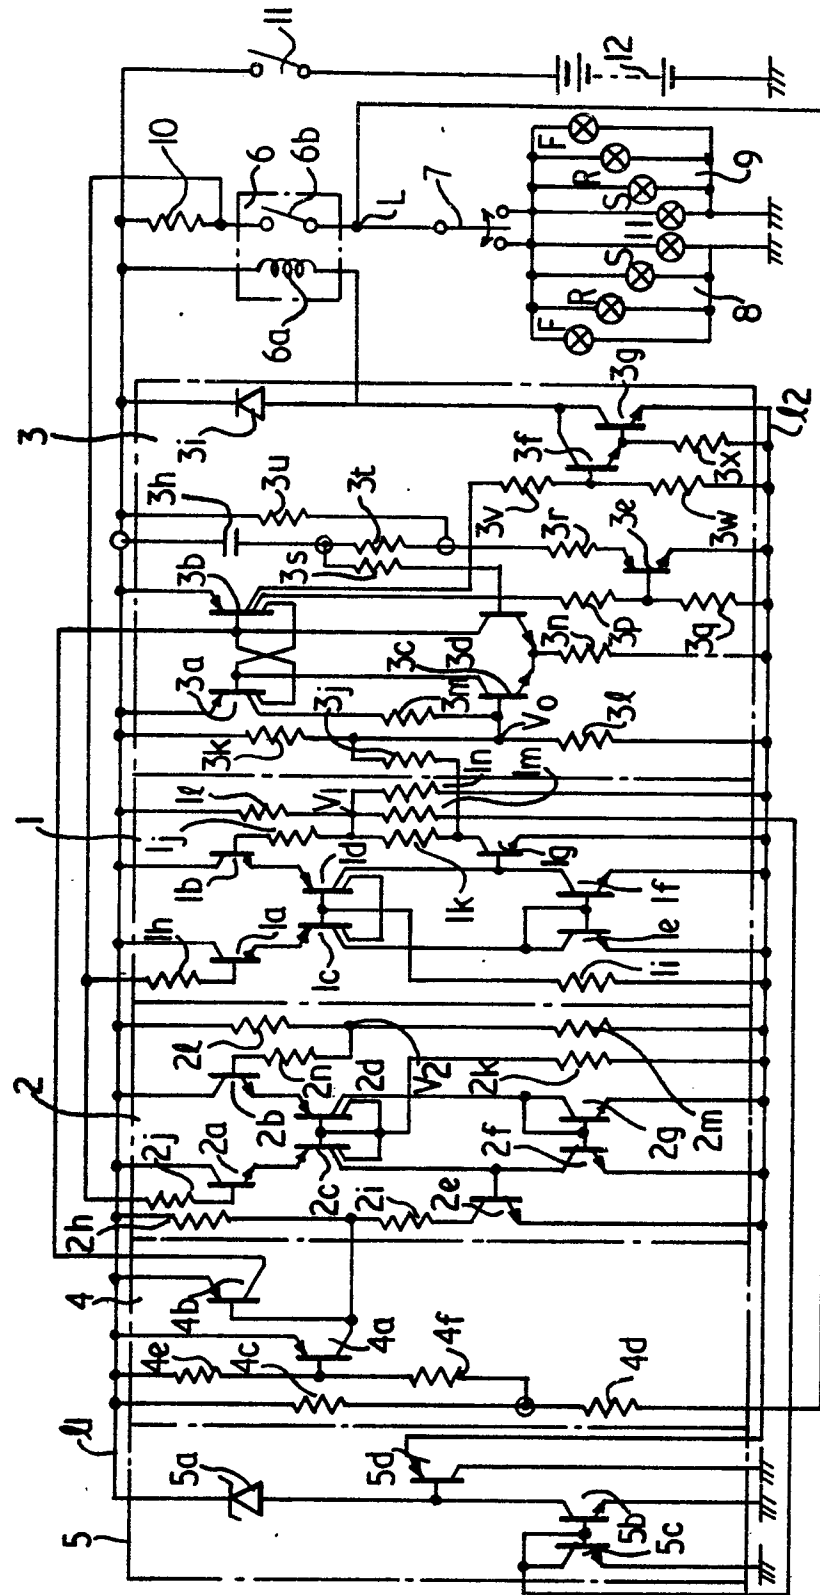 11
12
10
6
6b
L
7
6a
F
R
S
11
9
S
R
F
8
3
3i
3g
l2
3h
3u
3t
3f
3x
3b
3s
3v
3r
3e
3w
3a
3c
3d
3n
3p
3q
3j
3m
V0
3k
3l
1
1l
V1
1n
1m
1j
1b
1d
1k
1g
1h
1a
1f
1c
1e
1i
2
2l
2n
2d
V2
2k
2m
2j
2a
2b
2f
2g
2h
2c
2i
2e
4
4b
4a
4f
4e
4c
4d
l1
5
5a
5d
5b
5c